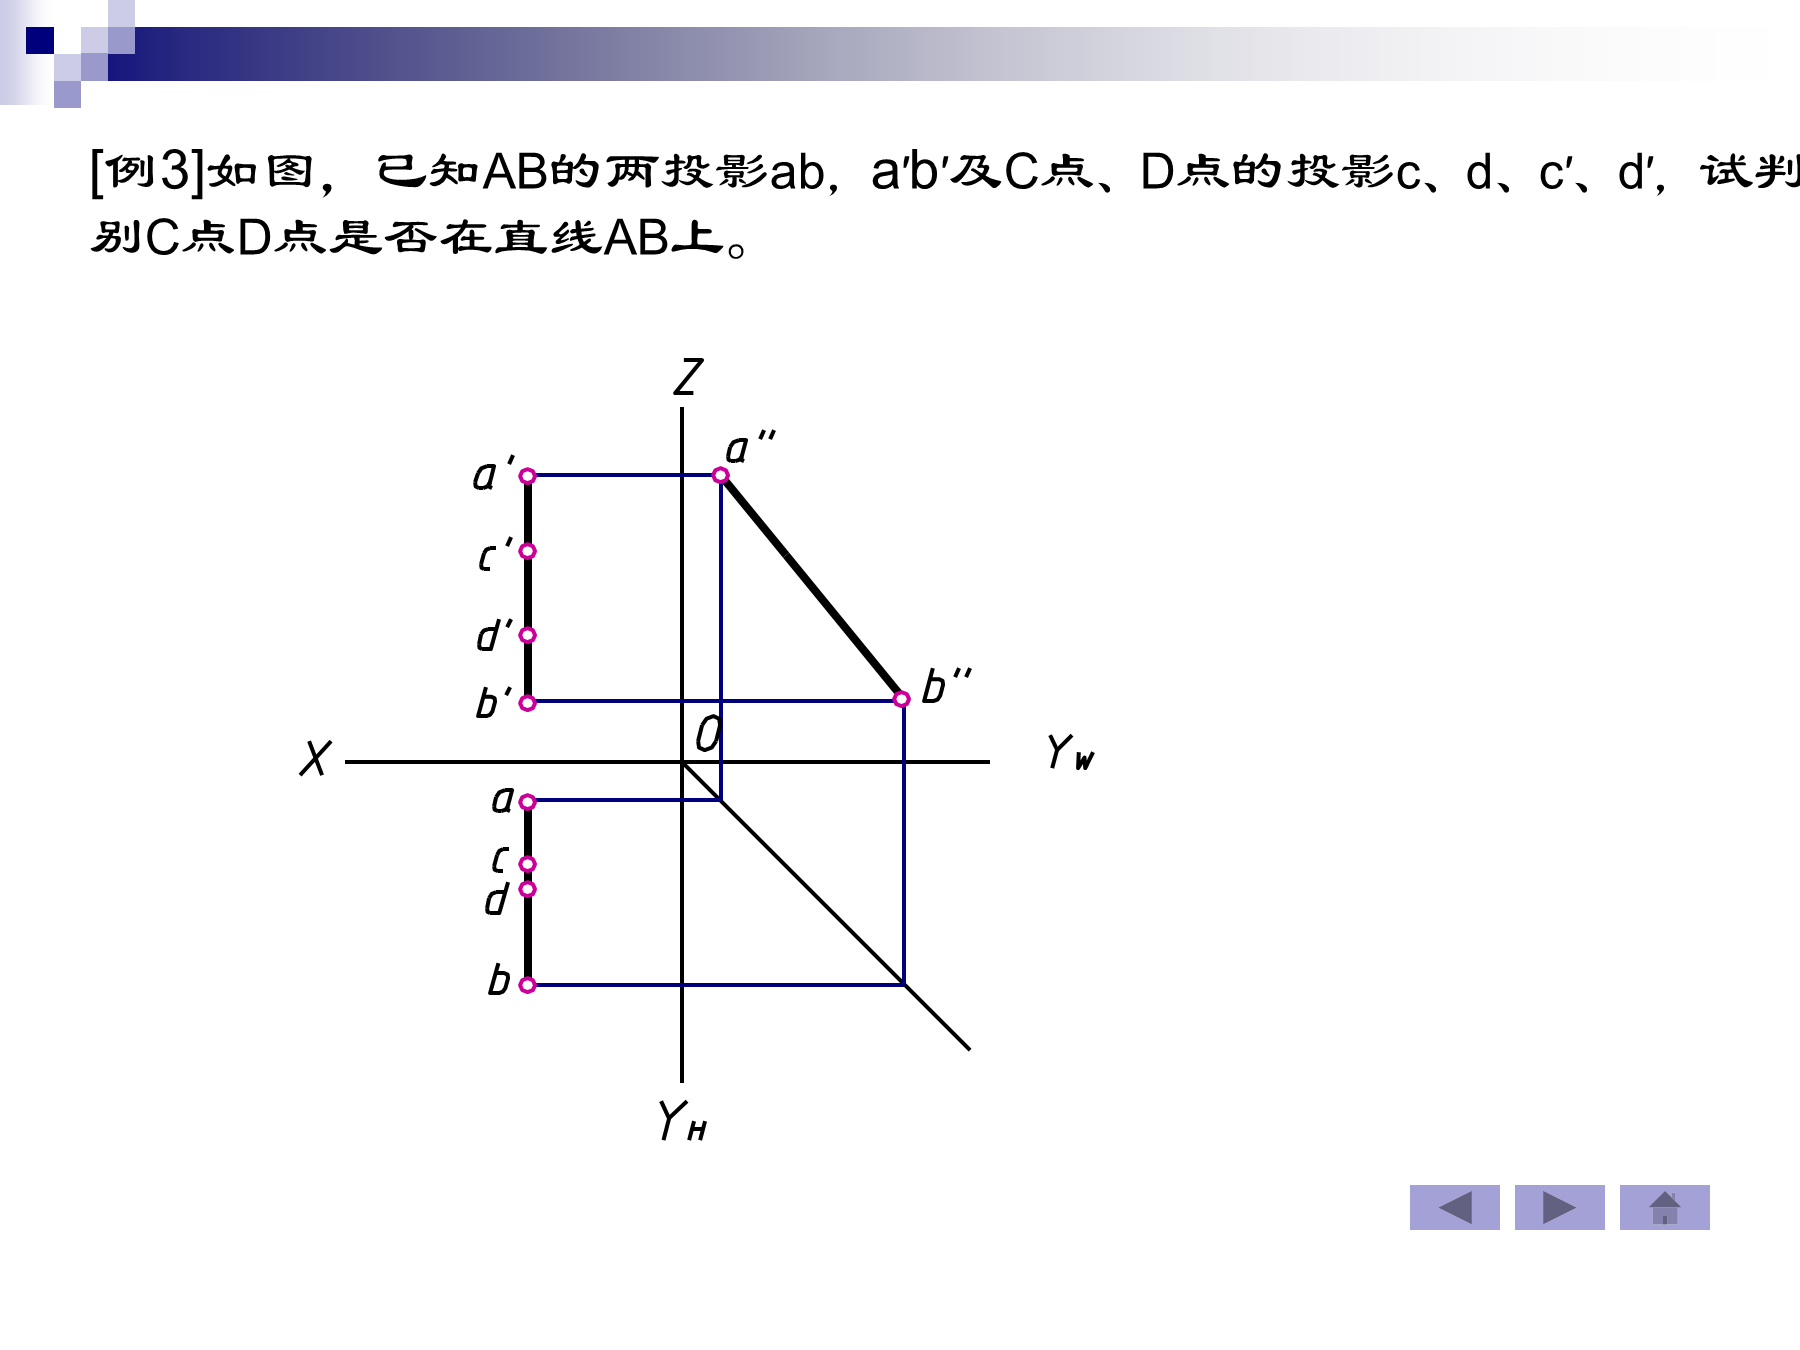 [例3]如图，已知AB的两投影ab，a′b′及C点、D点的投影c、d、c′、d′，试判
别C点D点是否在直线AB上。
Z
a″
a′
c′
d′
b″
b′
O
X
YW
a
c
d
b
YH